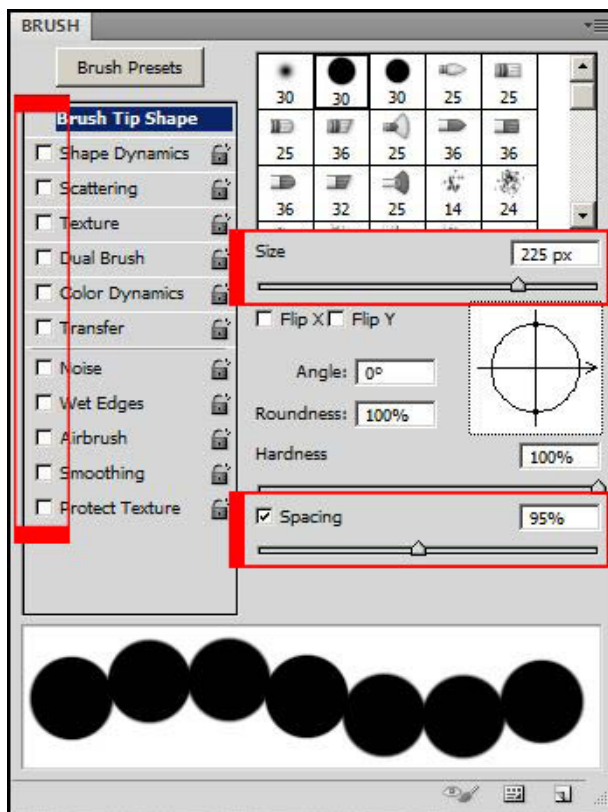 BRUSH
Brush Presets
30 30 30 25 25
25 36 25 36 36
36 32 25 14 24
Brush Tip Shape
Shape Dynamics
Scattering
Texture
Dual Brush
Color Dynamics
Transfer
Noise
Wet Edges
Airbrush
Smoothing
Protect Texture
Size 225 px
Flip X Flip Y
Angle: 0º
Roundness: 100%
Hardness 100%
Spacing 95%